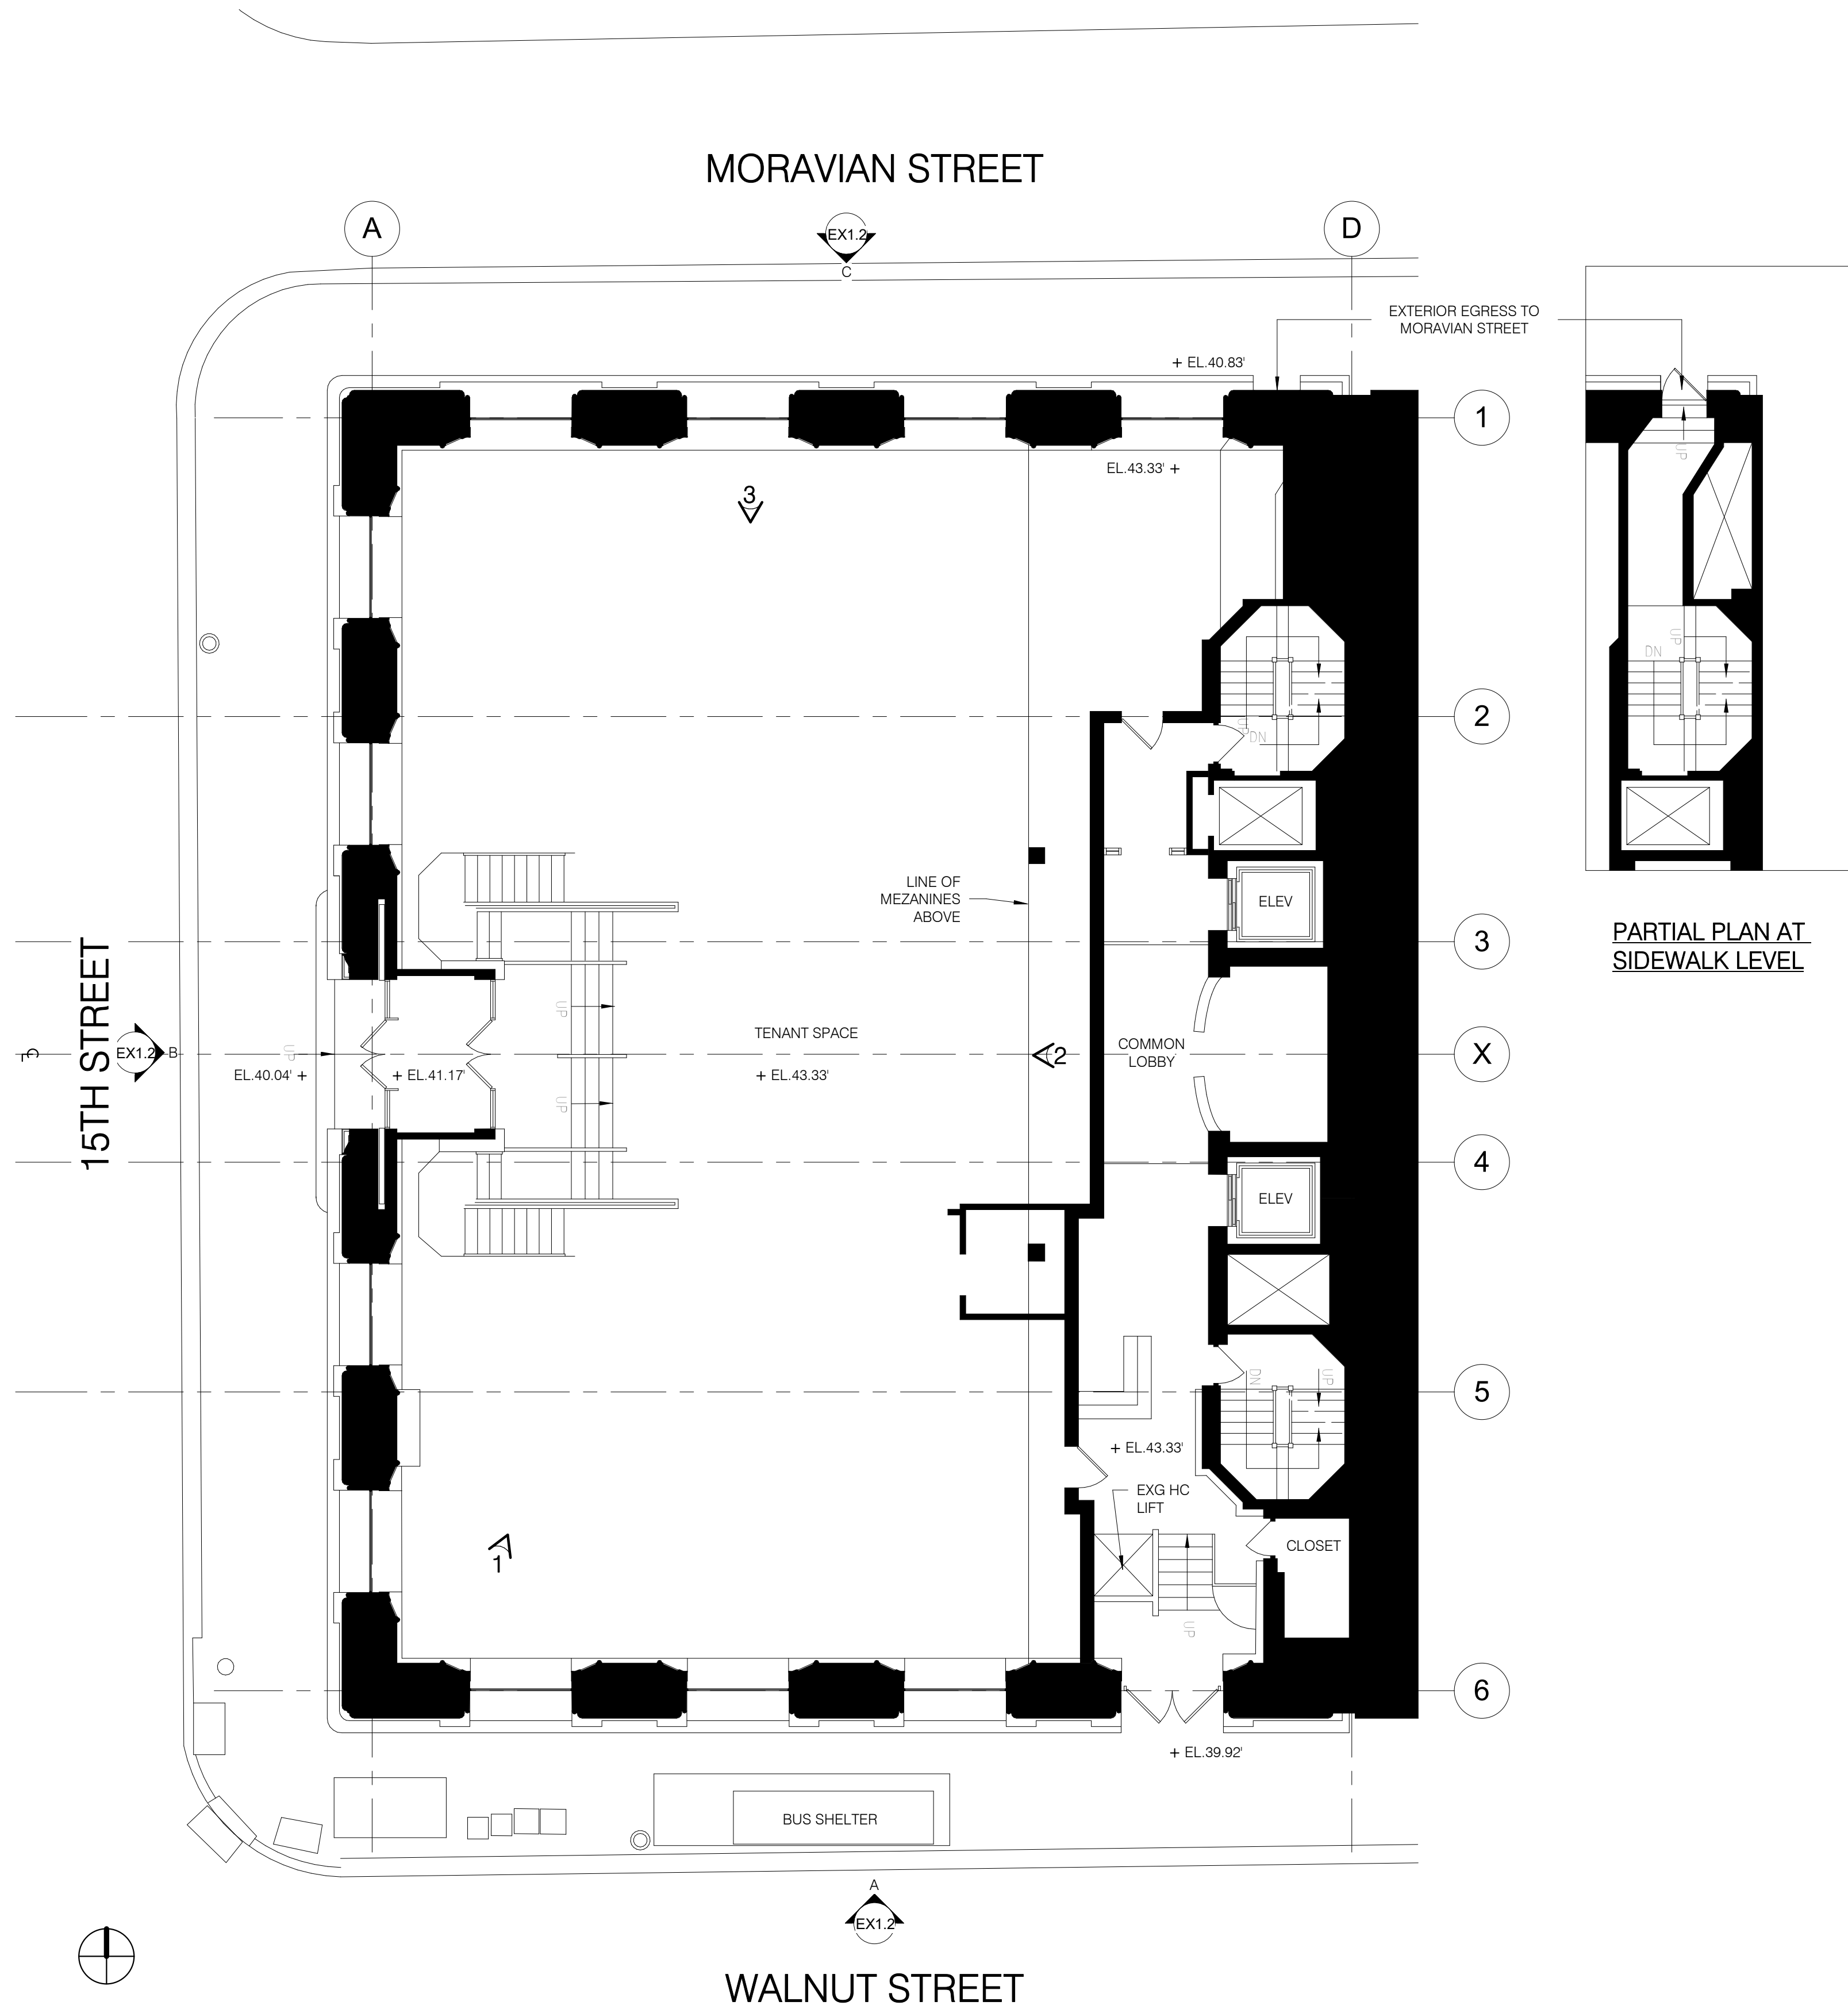 MORAVIAN STREET
A
D
EX1.2
C
EXTERIOR EGRESS TO
MORAVIAN STREET
+ EL.40.83'
1
EL.43.33' +
UP
3
UP
DN
2
UP
DN
LINE OF
MEZANINES
ABOVE
ELEV
3
PARTIAL PLAN AT
SIDEWALK LEVEL
15TH STREET
EX1.2
B
UP
EL.40.04' +
+ EL.41.17'
UP
UP
TENANT SPACE
+ EL.43.33'
2
COMMON
LOBBY
X
4
ELEV
DN
UP
5
+ EL.43.33'
EXG HC
LIFT
CLOSET
1
UP
6
+ EL.39.92'
BUS SHELTER
A
EX1.2
WALNUT STREET